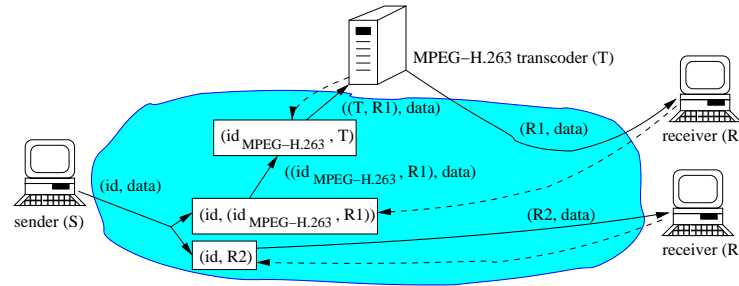 MPEG–H.263 transcoder (T)
((T, R1), data)
(id MPEG–H.263 , T)
(R1, data)
receiver (R
((id MPEG–H.263 , R1), data)
(id, data)
sender (S)
(id, (id MPEG–H.263 , R1))
(R2, data)
(id, R2)
receiver (R